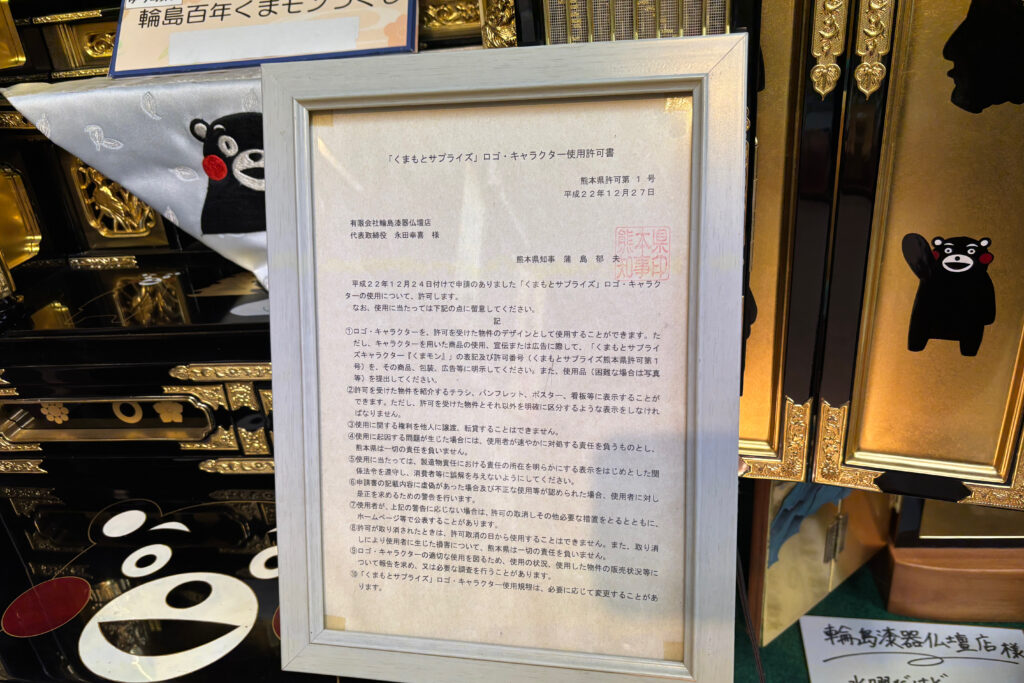 輪島百年くまモンづくし
「くまもとサプライズ」ロゴ・キャラクター使用許可書
熊本県許可第 1 号
平成22年12月27日
有限会社輪島漆器仏壇店
代表取締役 永田幸喜 様
熊本県知事 蒲 島 郁 夫
熊本県
知事印
平成22年12月24日付けで申請のありました「くまもとサプライズ」ロゴ・キャラク
ターの使用について、許可します。
なお、使用に当たっては下記の点に留意してください。
記
①ロゴ・キャラクターを、許可を受けた物件のデザインとして使用することができます。た
だし、キャラクターを用いた商品の使用、宣伝または広告に際して、「くまもとサプライ
ズキャラクター『くまモン』」の表記及び許可番号(くまもとサプライズ熊本県許可第1
号)を、その商品、包装、広告等に明示してください。また、使用品(困難な場合は写真
等)を提出してください。
②許可を受けた物件を紹介するチラシ、パンフレット、ポスター、看板等に表示することが
できます。ただし、許可を受けた物件とそれ以外を明確に区分するような表示をしなけれ
ばなりません。
③使用に関する権利を他人に譲渡、転貸することはできません。
④使用に起因する問題が生じた場合には、使用者が速やかに対処する責任を負うものとし、
熊本県は一切の責任を負いません。
⑤使用に当たっては、製造物責任における責任の所在を明らかにする表示をはじめとした関
係法令を遵守し、消費者等に誤解を与えないようにしてください。
⑥申請書の記載内容に虚偽があった場合及び不正な使用等が認められた場合、使用者に対し
是正を求めるための警告を行います。
⑦使用者が、上記の警告に応じない場合は、許可の取消しその他必要な措置をとるとともに、
ホームページ等で公表することがあります。
⑧許可が取り消されたときは、許可取消の日から使用することはできません。また、取り消
しにより使用者に生じた損害について、熊本県は一切の責任を負いません。
⑨ロゴ・キャラクターの適切な使用を図るため、使用の状況、使用した物件の販売状況等に
ついて報告を求め、又は必要な調査を行うことがあります。
⑩「くまもとサプライズ」ロゴ・キャラクター使用規程は、必要に応じて変更することがあ
ります。
輪島漆器仏壇店様